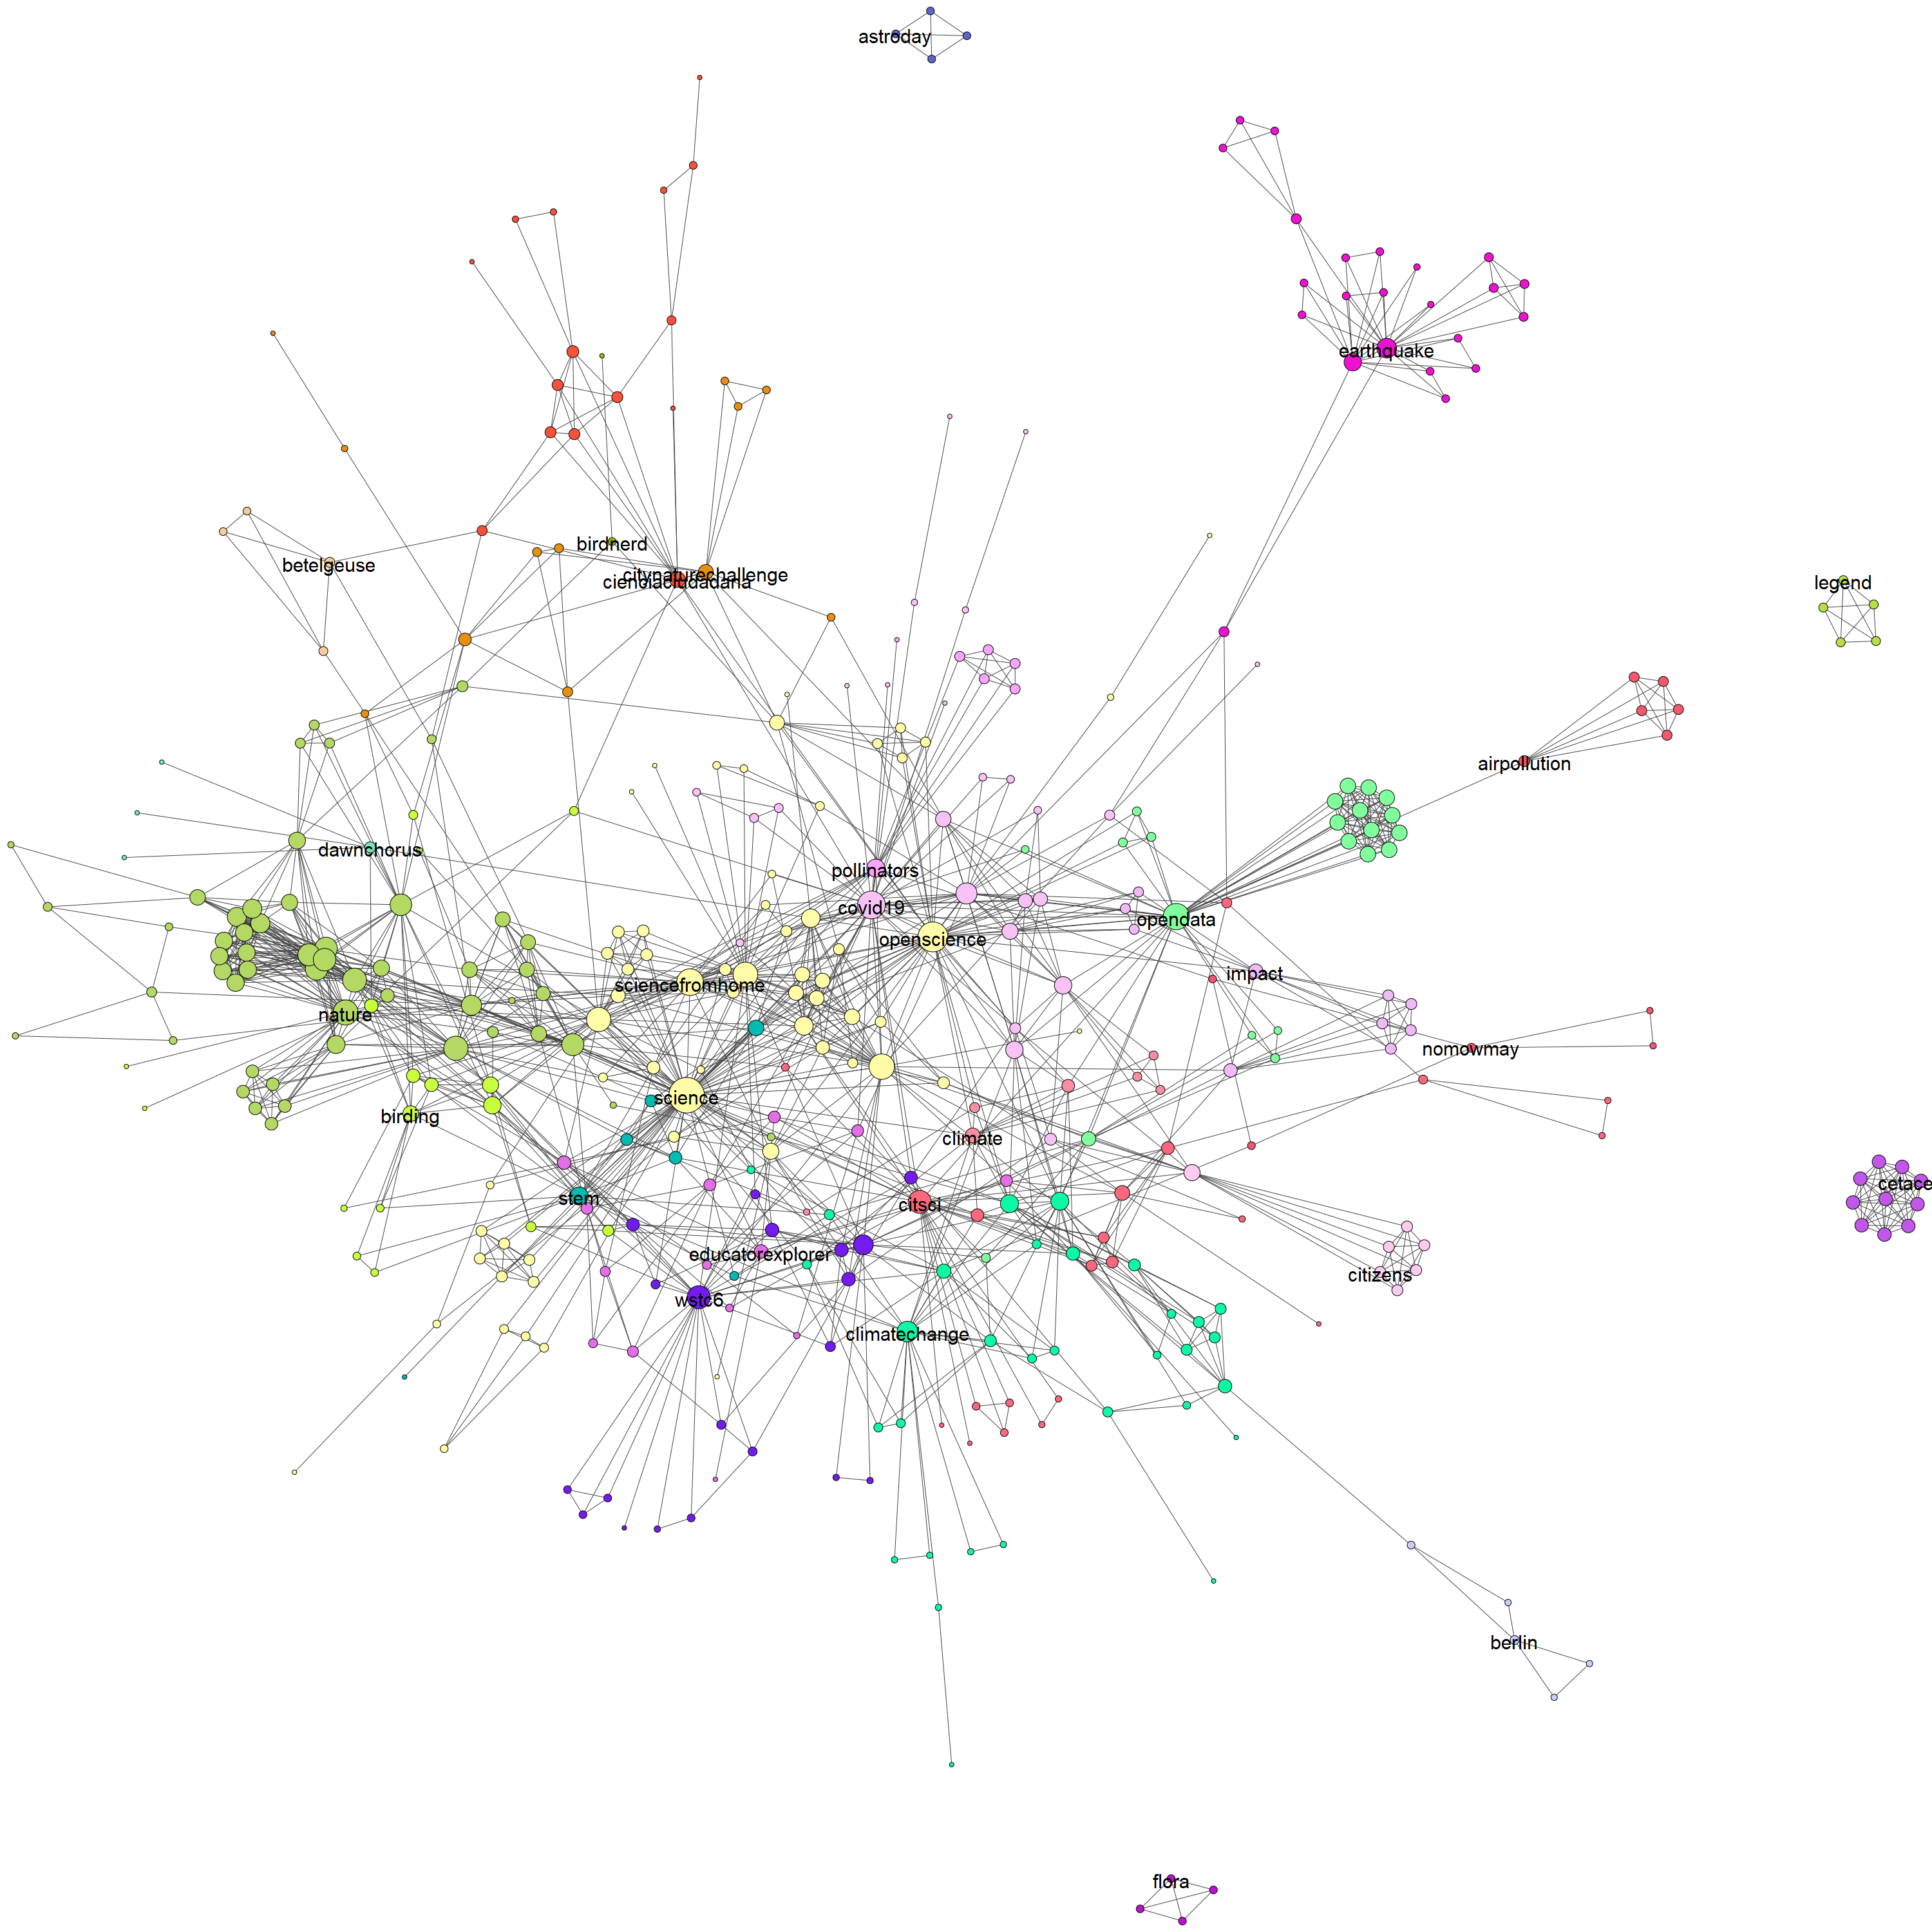 astroday
earthquake
birdnerd
betelgeuse
citynaturechallenge
cienciaciudadana
legend
airpollution
dawnchorus
pollinators
covid19
opendata
openscience
impact
sciencefromhome
nature
nomowmay
science
birding
climate
cetace
stem
citsci
educatorexplorer
citizens
wstc6
climatechange
berlin
flora